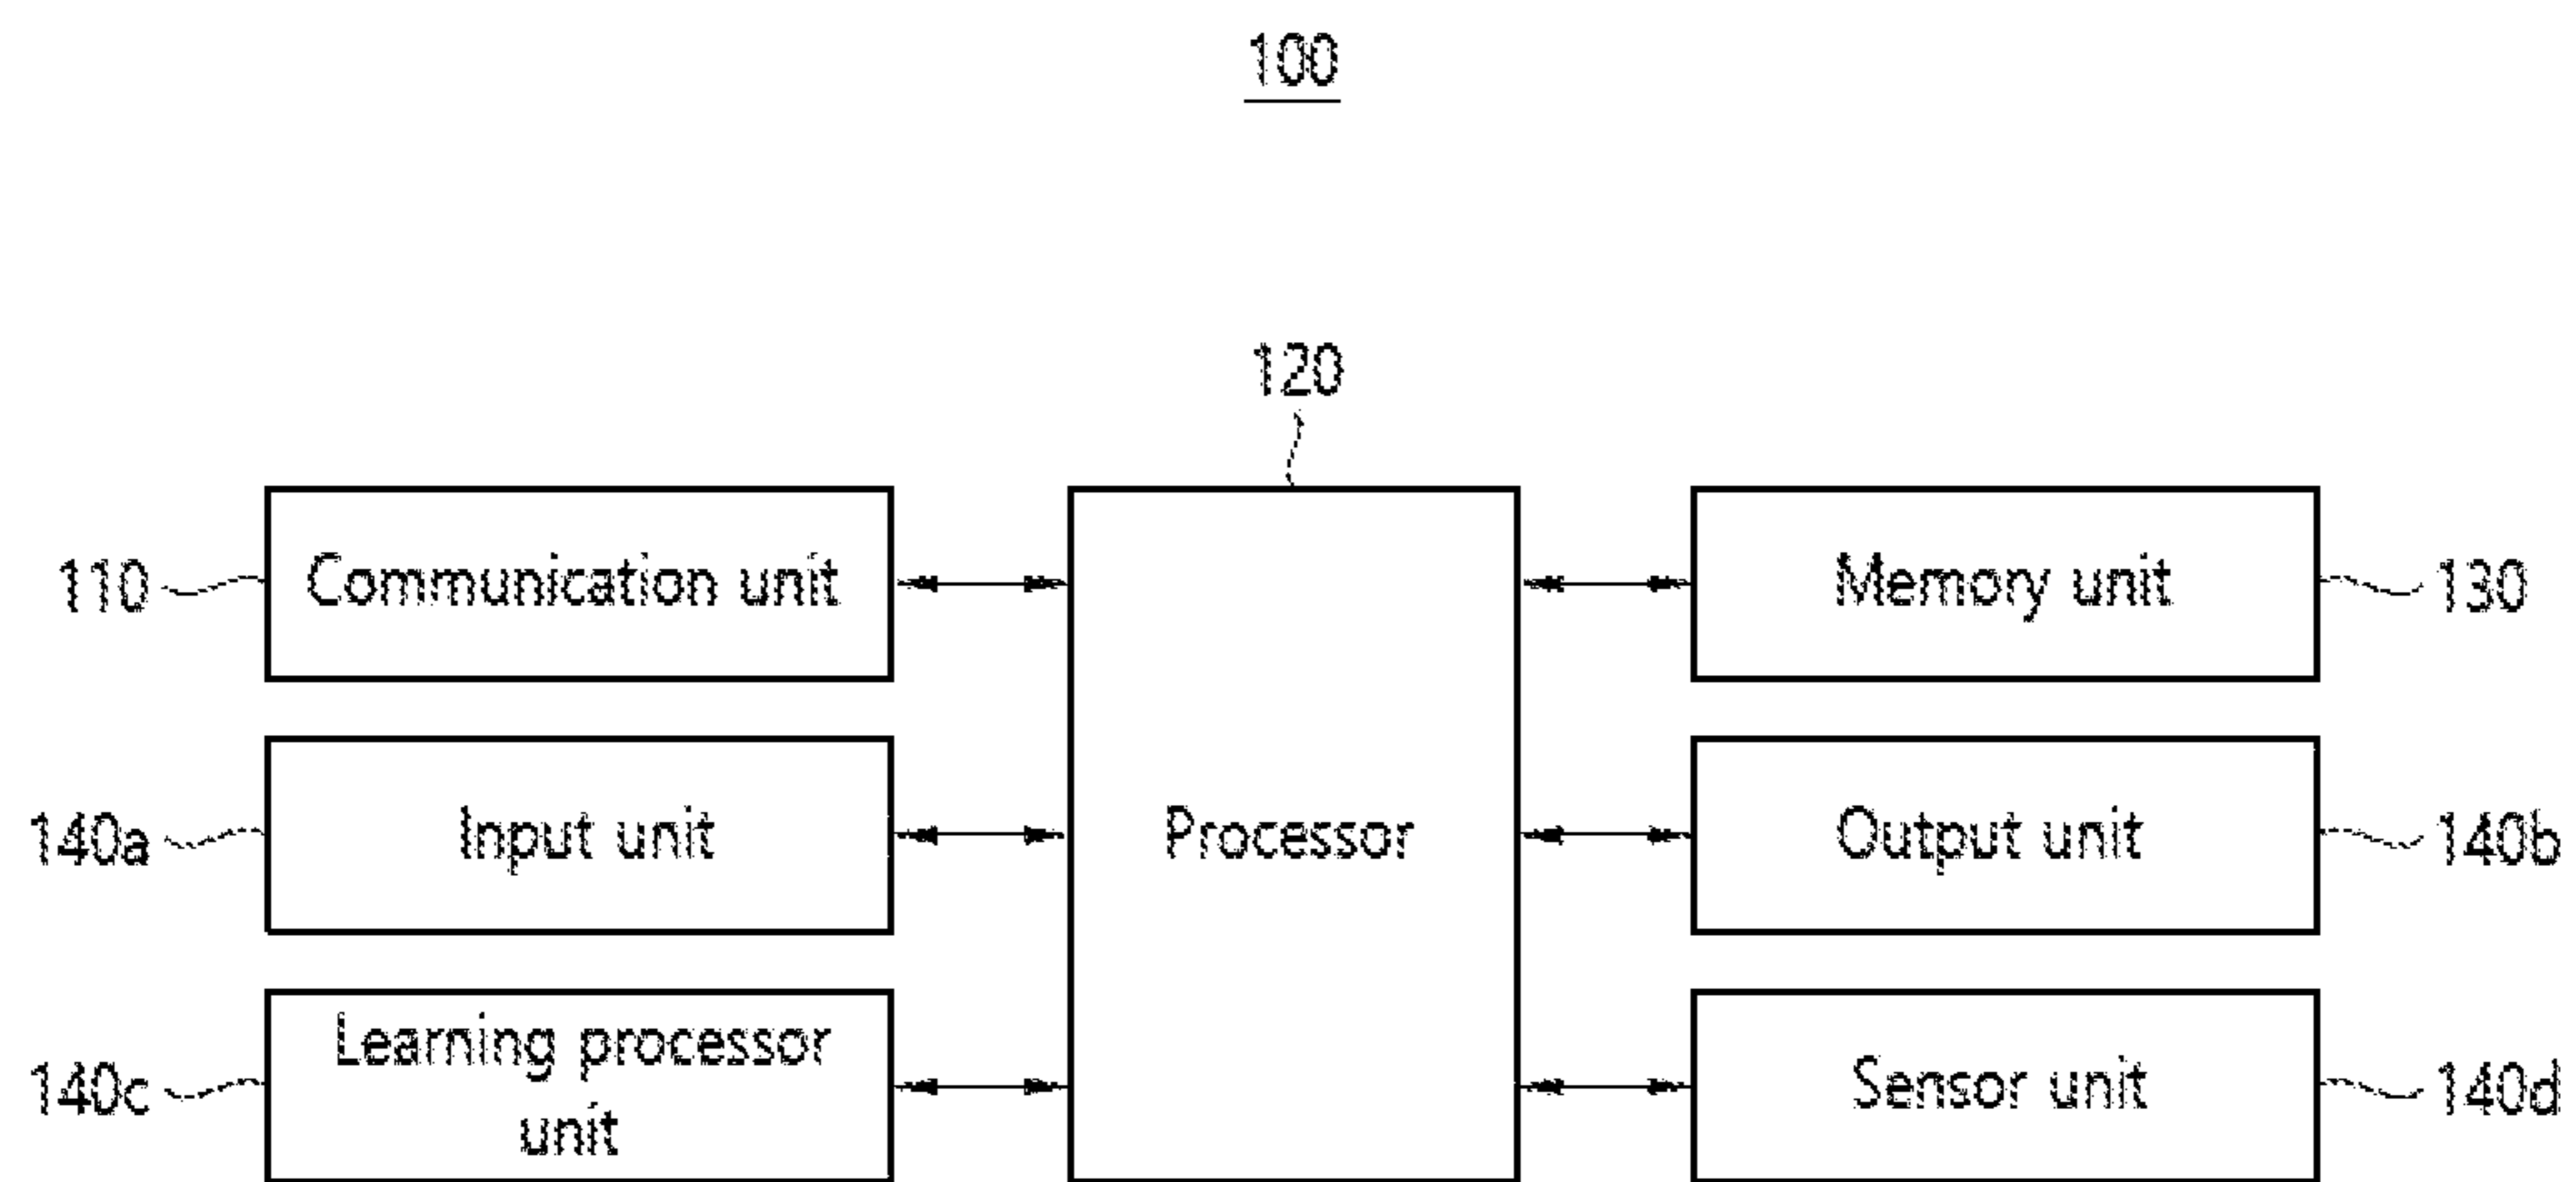 100
120
110
Communication unit
Memory unit
130
140a
Input unit
Processor
Output unit
140b
140c
Learning processor
unit
Sensor unit
140d